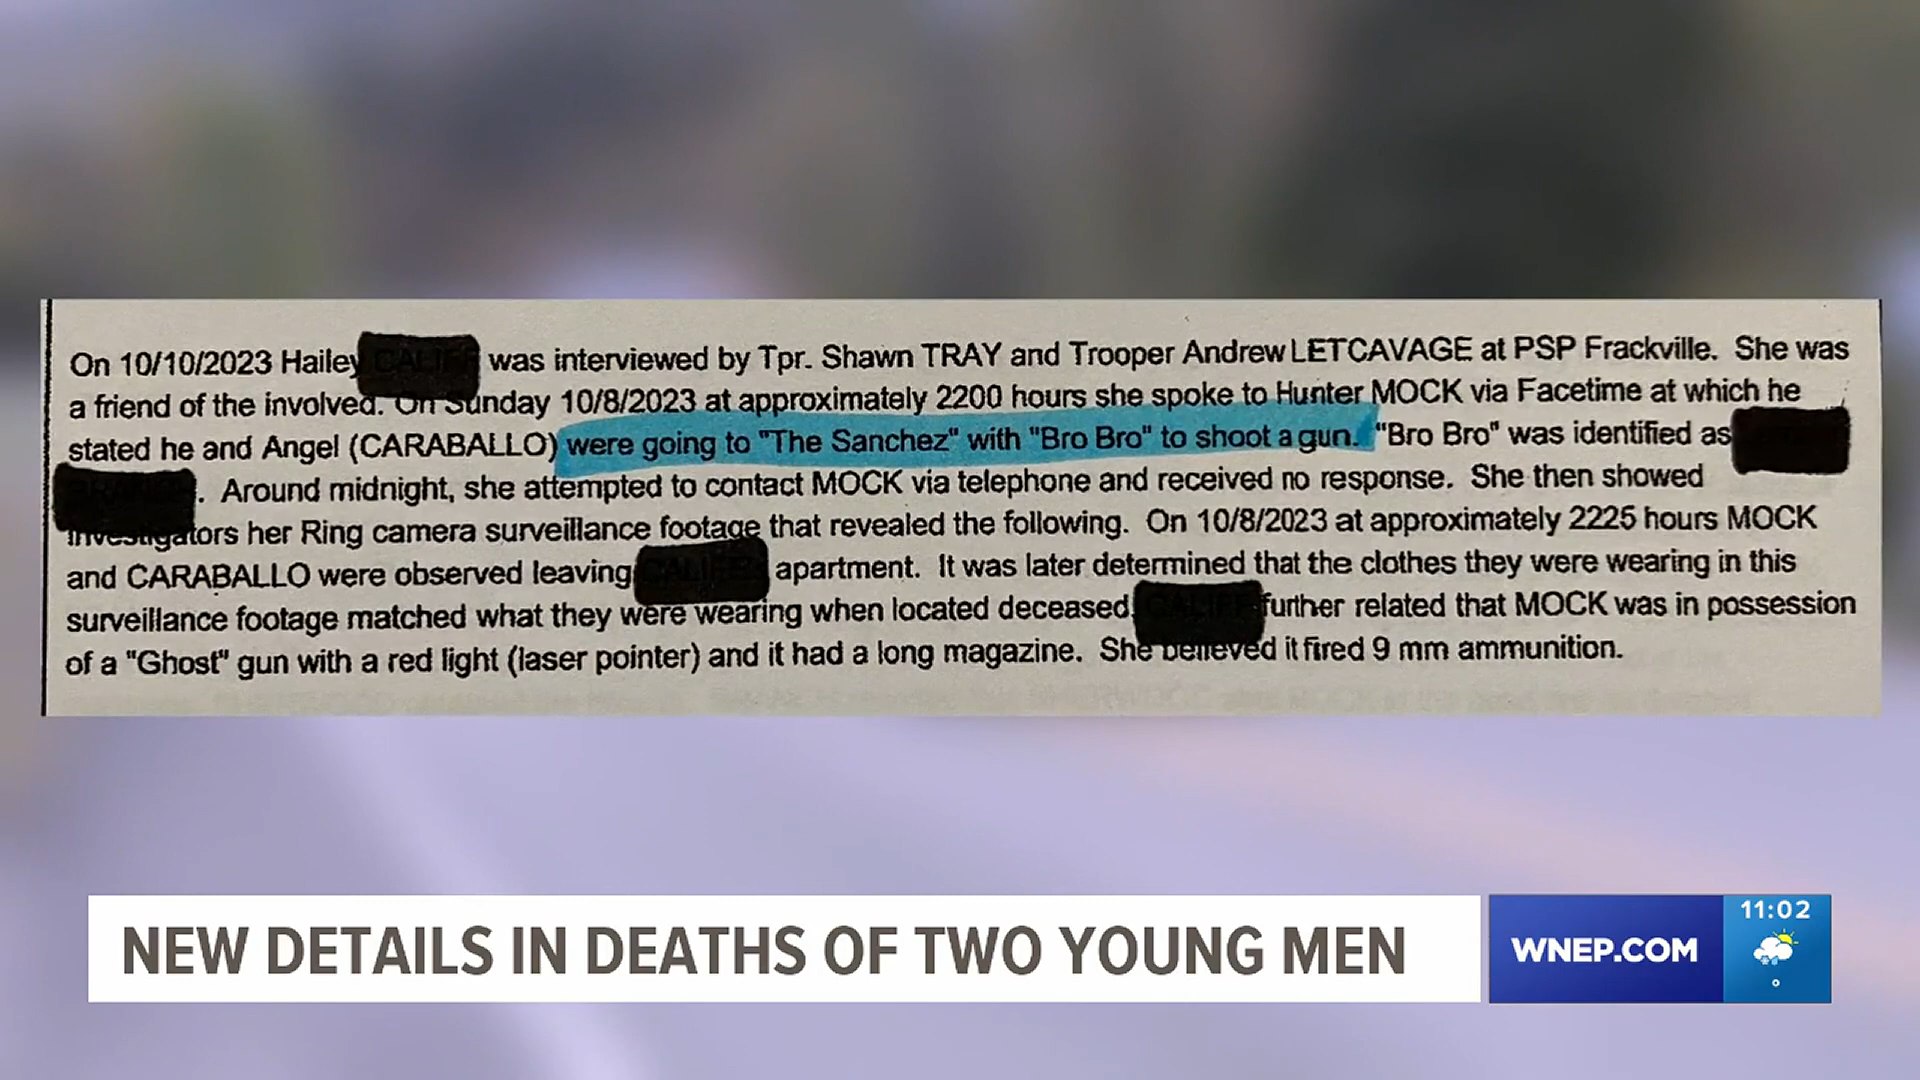 On 10/10/2023 Hailey was interviewed by Tpr. Shawn TRAY and Trooper Andrew LETCAVAGE at PSP Frackville. She was
a friend of the involved. On Sunday 10/8/2023 at approximately 2200 hours she spoke to Hunter MOCK via Facetime at which he
stated he and Angel (CARABALLO) were going to "The Sanchez" with "Bro Bro" to shoot a gun. "Bro Bro" was identified as
. Around midnight, she attempted to contact MOCK via telephone and received no response. She then showed
investigators her Ring camera surveillance footage that revealed the following. On 10/8/2023 at approximately 2225 hours MOCK
and CARABALLO were observed leaving apartment. It was later determined that the clothes they were wearing in this
surveillance footage matched what they were wearing when located deceased. further related that MOCK was in possession
of a "Ghost" gun with a red light (laser pointer) and it had a long magazine. She believed it fired 9 mm ammunition.
NEW DETAILS IN DEATHS OF TWO YOUNG MEN
WNEP.COM
11:02
°